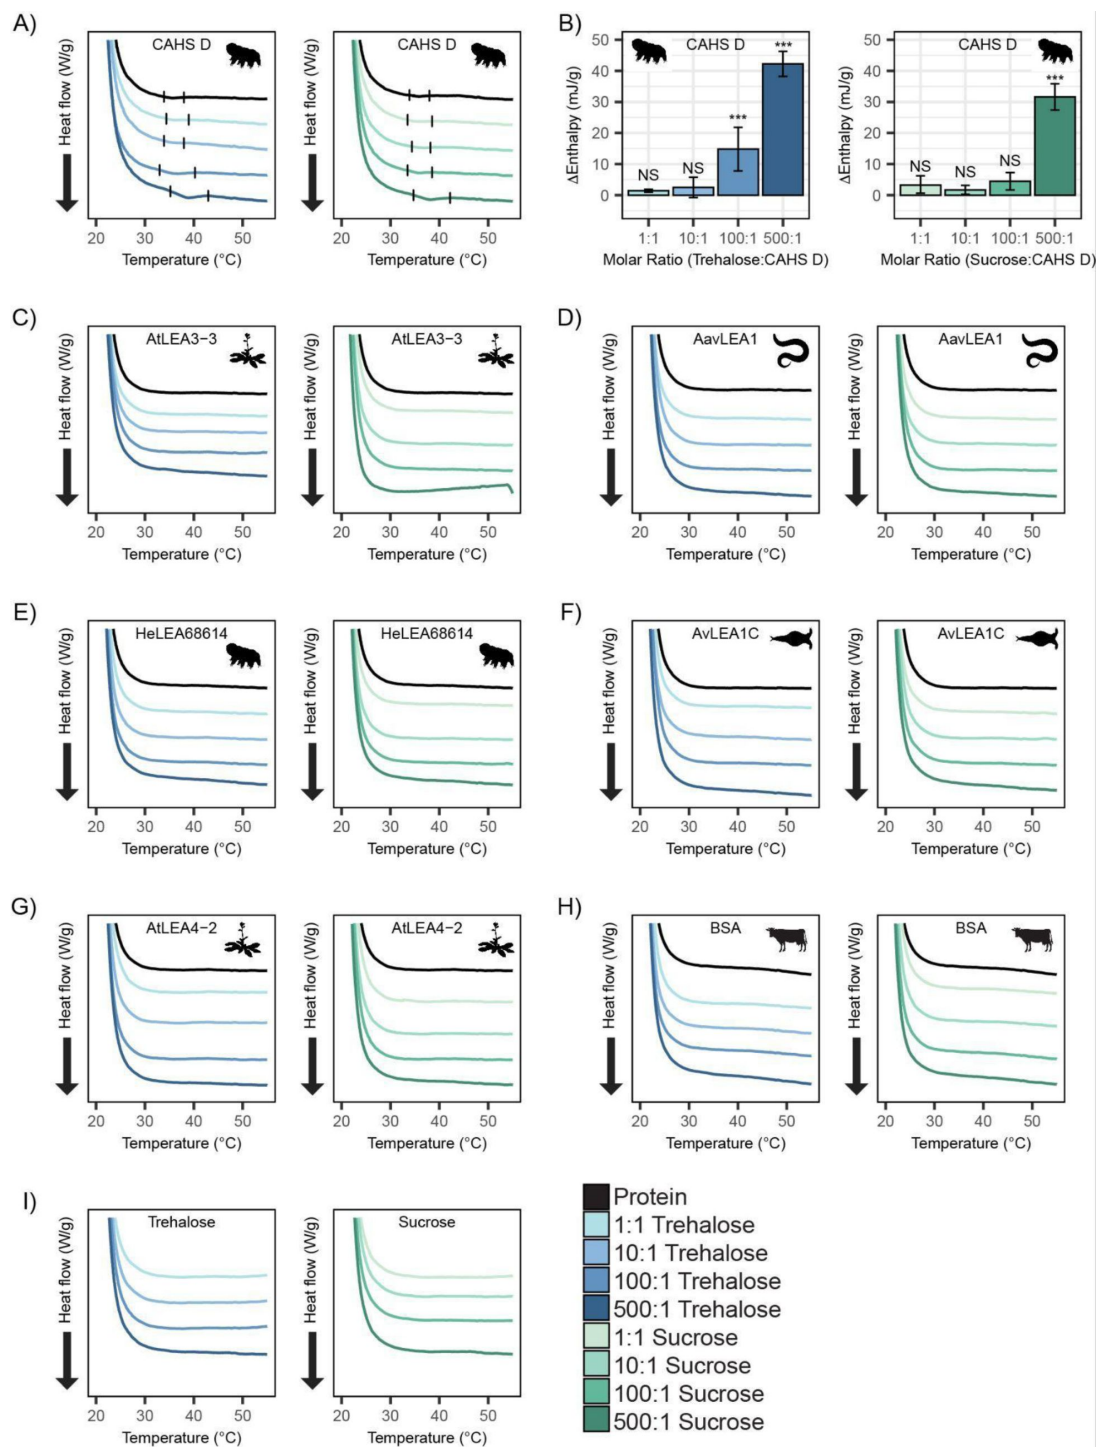 A)
CAHS D
Heat flow (W/g)
20 30 40 50
Temperature (°C)
CAHS D
Heat flow (W/g)
20 30 40 50
Temperature (°C)
B)
CAHS D
ΔEnthalpy (mJ/g)
50
40
30
20
10
0
NS
NS
***
***
1:1 10:1 100:1 500:1
Molar Ratio (Trehalose:CAHS D)
CAHS D
ΔEnthalpy (mJ/g)
50
40
30
20
10
0
NS
NS
NS
***
1:1 10:1 100:1 500:1
Molar Ratio (Sucrose:CAHS D)
C)
AtLEA3−3
Heat flow (W/g)
20 30 40 50
Temperature (°C)
AtLEA3−3
Heat flow (W/g)
20 30 40 50
Temperature (°C)
D)
AavLEA1
Heat flow (W/g)
20 30 40 50
Temperature (°C)
AavLEA1
Heat flow (W/g)
20 30 40 50
Temperature (°C)
E)
HeLEA68614
Heat flow (W/g)
20 30 40 50
Temperature (°C)
HeLEA68614
Heat flow (W/g)
20 30 40 50
Temperature (°C)
F)
AvLEA1C
Heat flow (W/g)
20 30 40 50
Temperature (°C)
AvLEA1C
Heat flow (W/g)
20 30 40 50
Temperature (°C)
G)
AtLEA4−2
Heat flow (W/g)
20 30 40 50
Temperature (°C)
AtLEA4−2
Heat flow (W/g)
20 30 40 50
Temperature (°C)
H)
BSA
Heat flow (W/g)
20 30 40 50
Temperature (°C)
BSA
Heat flow (W/g)
20 30 40 50
Temperature (°C)
I)
Trehalose
Heat flow (W/g)
20 30 40 50
Temperature (°C)
Sucrose
Heat flow (W/g)
20 30 40 50
Temperature (°C)
Protein
1:1 Trehalose
10:1 Trehalose
100:1 Trehalose
500:1 Trehalose
1:1 Sucrose
10:1 Sucrose
100:1 Sucrose
500:1 Sucrose